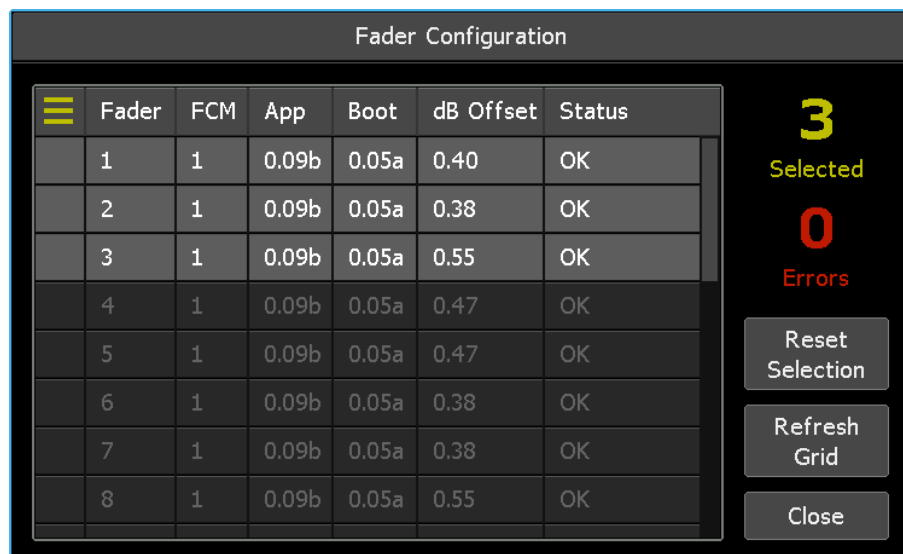 Fader Configuration
Fader FCM App Boot dB Offset Status
1 1 0.09b 0.05a 0.40 OK
2 1 0.09b 0.05a 0.38 OK
3 1 0.09b 0.05a 0.55 OK
4 1 0.09b 0.05a 0.47 OK
5 1 0.09b 0.05a 0.47 OK
6 1 0.09b 0.05a 0.38 OK
7 1 0.09b 0.05a 0.38 OK
8 1 0.09b 0.05a 0.55 OK
3
Selected
0
Errors
Reset
Selection
Refresh
Grid
Close